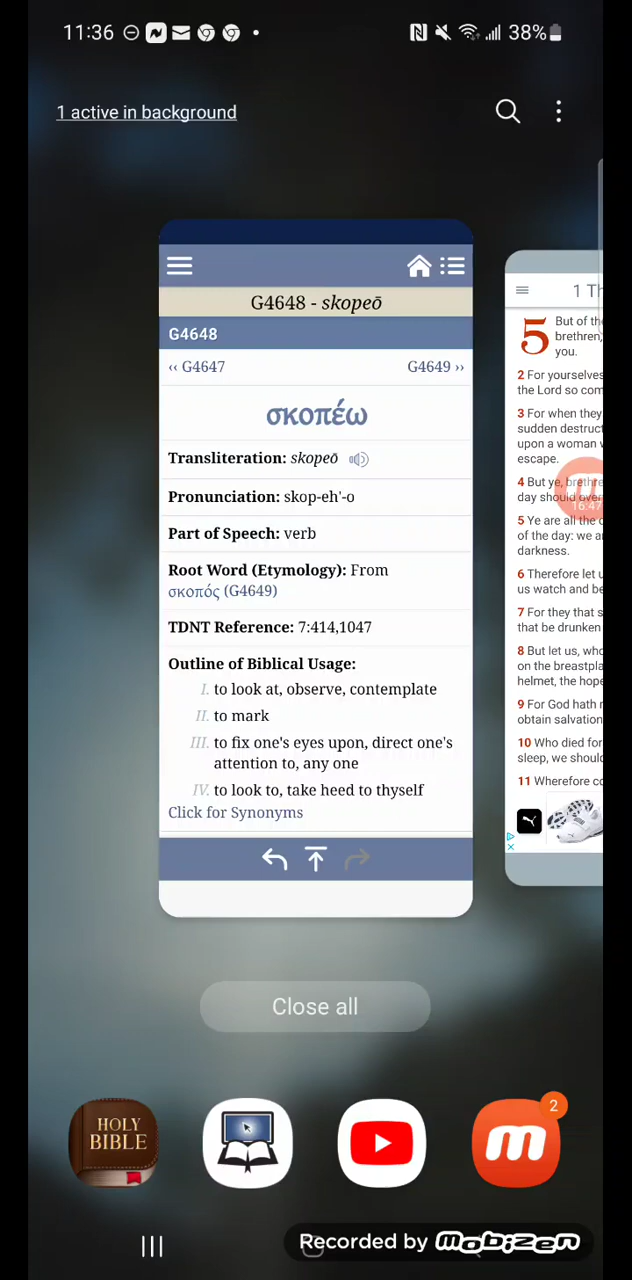 11:36
38%
1 active in background
G4648 - skopeō
G4648
‹‹ G4647 G4649 ››
σκοπέω
Transliteration: skopeō
Pronunciation: skop-eh'-o
Part of Speech: verb
Root Word (Etymology): From
σκοπός (G4649)
TDNT Reference: 7:414,1047
Outline of Biblical Usage:
I. to look at, observe, contemplate
II. to mark
III. to fix one's eyes upon, direct one's
attention to, any one
IV. to look to, take heed to thyself
Click for Synonyms
1 Th
5 But of the
brethren,
you.
2 For yourselves
the Lord so com
3 For when they
sudden destruct
upon a woman w
escape.
4 But ye, brethre
day should over
16:47
5 Ye are all the c
of the day: we a
darkness.
6 Therefore let u
us watch and be
7 For they that s
that be drunken
8 But let us, who
on the breastpla
helmet, the hope
9 For God hath n
obtain salvation
10 Who died for
sleep, we should
11 Wherefore co
Close all
HOLY
BIBLE
2
Recorded by mobizen